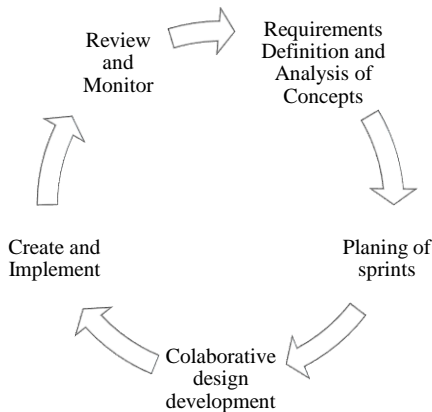 Review
and
Monitor
Requirements
Definition and
Analysis of
Concepts
Planing of
sprints
Colaborative
design
development
Create and
Implement